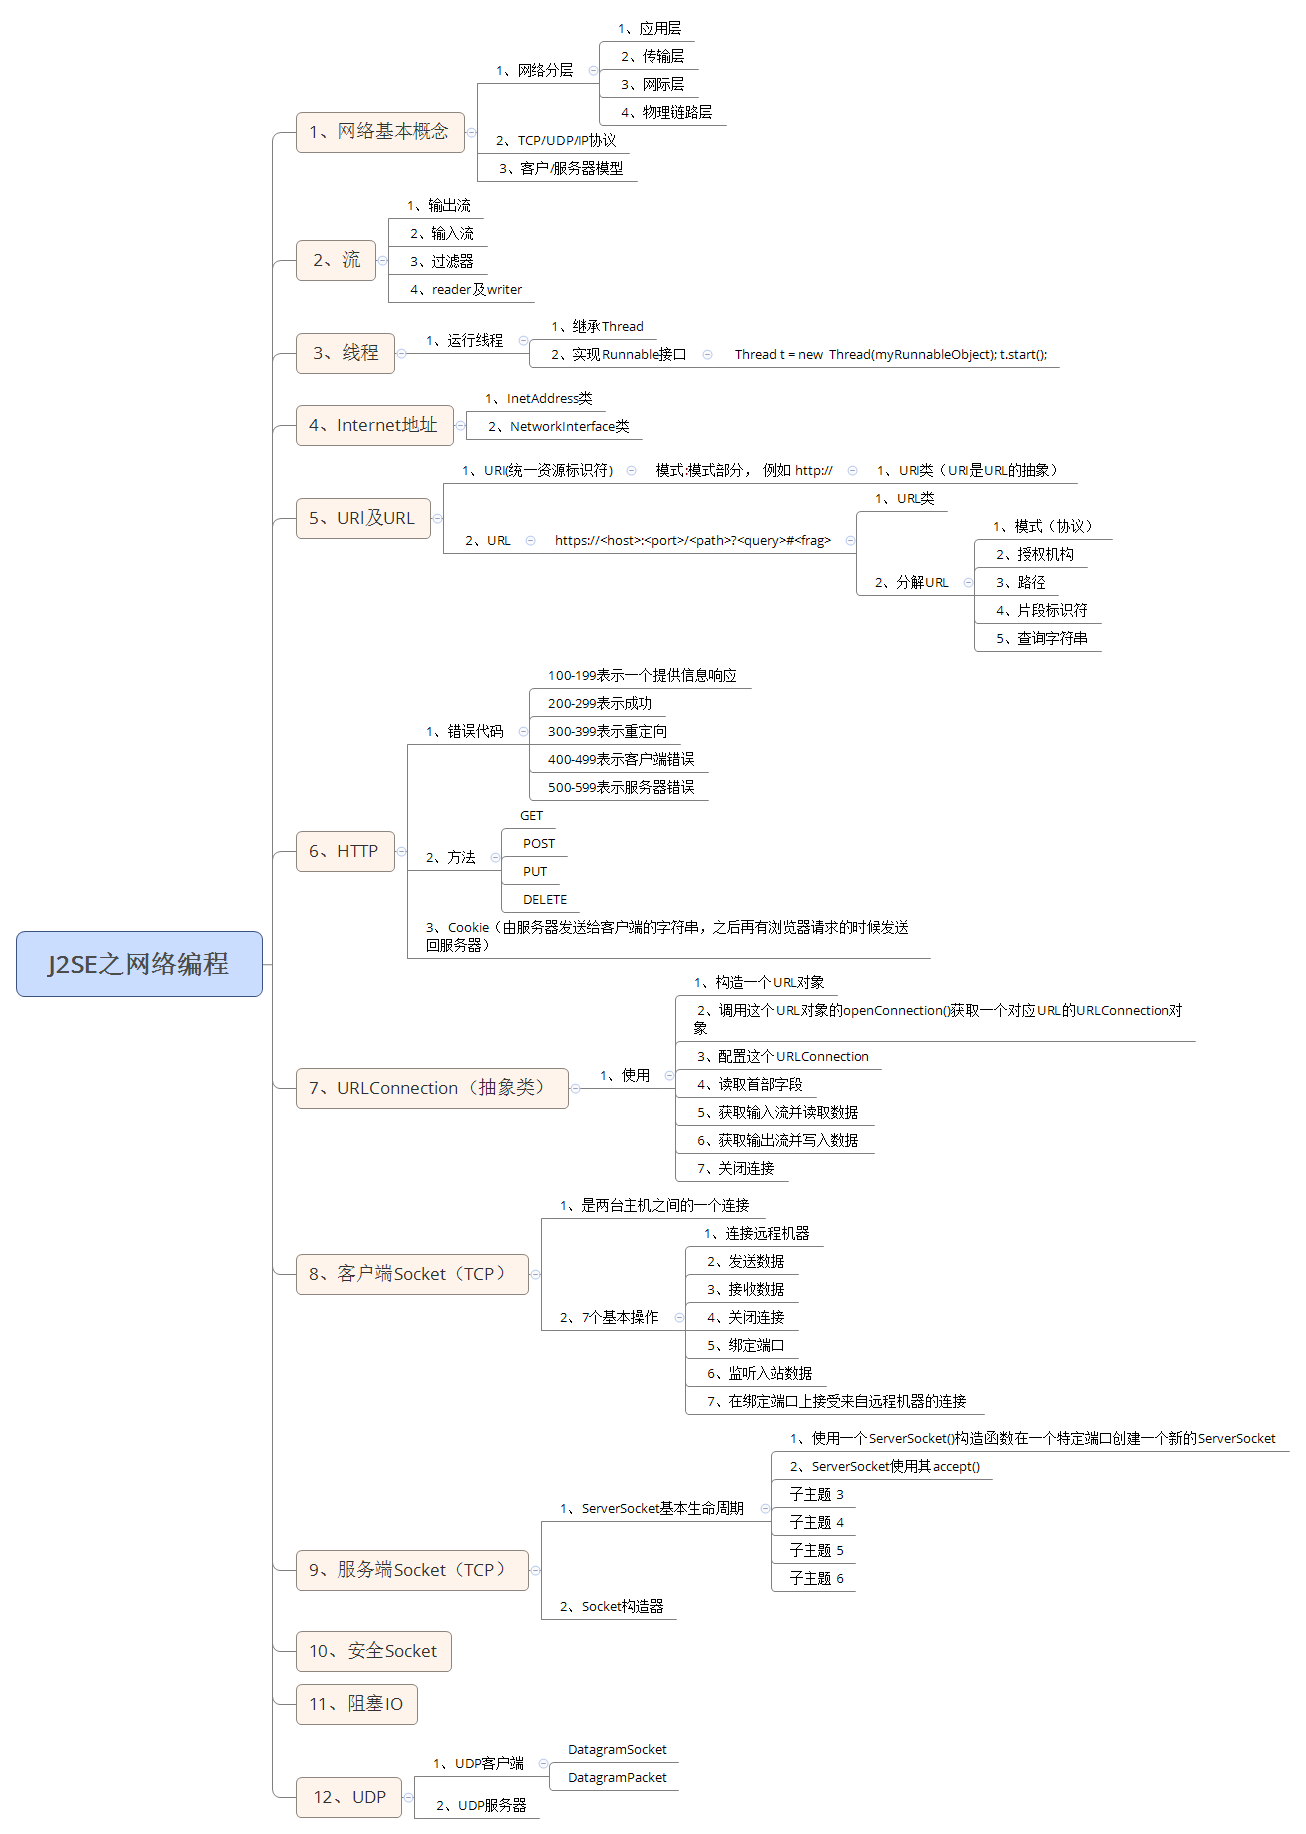 J2SE之网络编程
1、网络基本概念
1、网络分层
1、应用层
2、传输层
3、网际层
4、物理链路层
2、TCP/UDP/IP协议
3、客户/服务器模型
2、流
1、输出流
2、输入流
3、过滤器
4、reader及writer
3、线程
1、运行线程
1、继承Thread
2、实现Runnable接口
Thread t = new Thread(myRunnableObject); t.start();
4、Internet地址
1、InetAddress类
2、NetworkInterface类
5、URI及URL
1、URI(统一资源标识符)
模式:模式部分， 例如 http://
1、URI类（URI是URL的抽象）
2、URL
https://<host>:<port>/<path>?<query>#<frag>
1、URL类
2、分解URL
1、模式（协议）
2、授权机构
3、路径
4、片段标识符
5、查询字符串
6、HTTP
1、错误代码
100-199表示一个提供信息响应
200-299表示成功
300-399表示重定向
400-499表示客户端错误
500-599表示服务器错误
2、方法
GET
POST
PUT
DELETE
3、Cookie（由服务器发送给客户端的字符串，之后再有浏览器请求的时候发送
回服务器）
7、URLConnection（抽象类）
1、使用
1、构造一个URL对象
2、调用这个URL对象的openConnection()获取一个对应URL的URLConnection对
象
3、配置这个URLConnection
4、读取首部字段
5、获取输入流并读取数据
6、获取输出流并写入数据
7、关闭连接
8、客户端Socket（TCP）
1、是两台主机之间的一个连接
2、7个基本操作
1、连接远程机器
2、发送数据
3、接收数据
4、关闭连接
5、绑定端口
6、监听入站数据
7、在绑定端口上接受来自远程机器的连接
9、服务端Socket（TCP）
1、ServerSocket基本生命周期
1、使用一个ServerSocket()构造函数在一个特定端口创建一个新的ServerSocket
2、ServerSocket使用其accept()
子主题 3
子主题 4
子主题 5
子主题 6
2、Socket构造器
10、安全Socket
11、阻塞IO
12、UDP
1、UDP客户端
DatagramSocket
DatagramPacket
2、UDP服务器